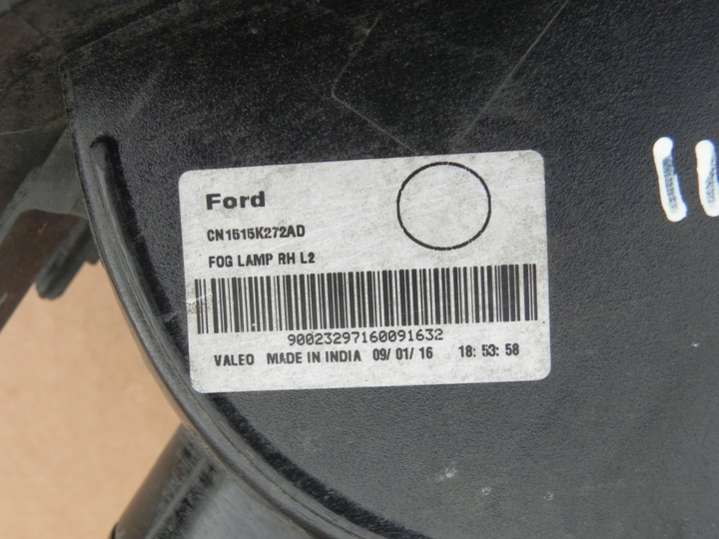 Ford
CN1515K272AD
FOG LAMP RH L2
90023297160091632
VALEO MADE IN INDIA 09/01/16 18:53:58